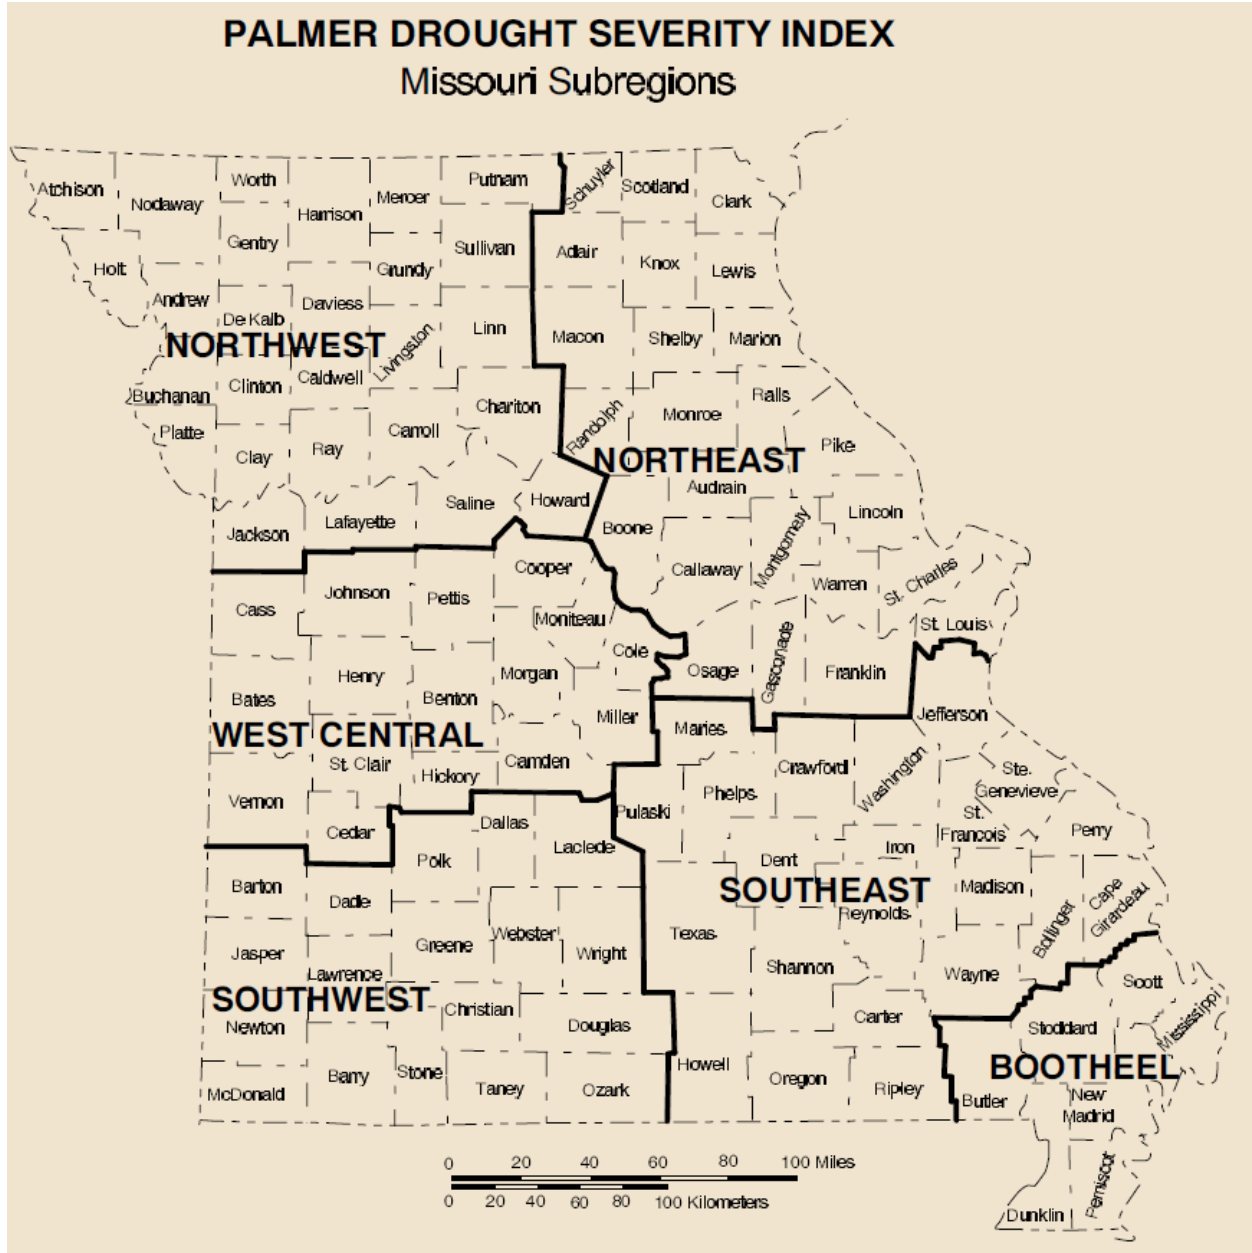 PALMER DROUGHT SEVERITY INDEX
Missouri Subregions
Atchison
Nodaway
Worth
Harrison
Mercer
Putnam
Schuyler
Scotland
Clark
Gentry
Sullivan
Adair
Knox
Lewis
Holt
Andrew
De Kalb
Daviess
Grundy
Linn
Macon
Shelby
Marion
NORTHWEST
Livingston
Buchanan
Clinton
Caldwell
Chariton
Randolph
Monroe
Ralls
Platte
Clay
Ray
Carroll
NORTHEAST
Pike
Saline
Howard
Audrain
Jackson
Lafayette
Boone
Montgomery
Lincoln
Cooper
Callaway
Warren
St. Charles
Cass
Johnson
Pettis
Moniteau
Cole
Gasconade
St. Louis
Henry
Morgan
Osage
Franklin
Bates
Benton
Miller
Maries
Jefferson
WEST CENTRAL
St. Clair
Hickory
Camden
Crawford
Washington
Ste.
Genevieve
Vernon
Pulaski
Phelps
St.
Francois
Cedar
Dallas
Perry
Polk
Laclede
Dent
Iron
Barton
Dade
SOUTHEAST
Madison
Bollinger
Cape
Girardeau
Jasper
Lawrence
Greene
Webster
Wright
Texas
Reynolds
Shannon
Wayne
Scott
SOUTHWEST
Newton
Christian
Douglas
Carter
Stoddard
Mississippi
BOOTHEEL
McDonald
Barry
Stone
Taney
Ozark
Howell
Oregon
Ripley
Butler
New
Madrid
Pemiscot
Dunklin
0 20 40 60 80 100 Miles
0 20 40 60 80 100 Kilometers